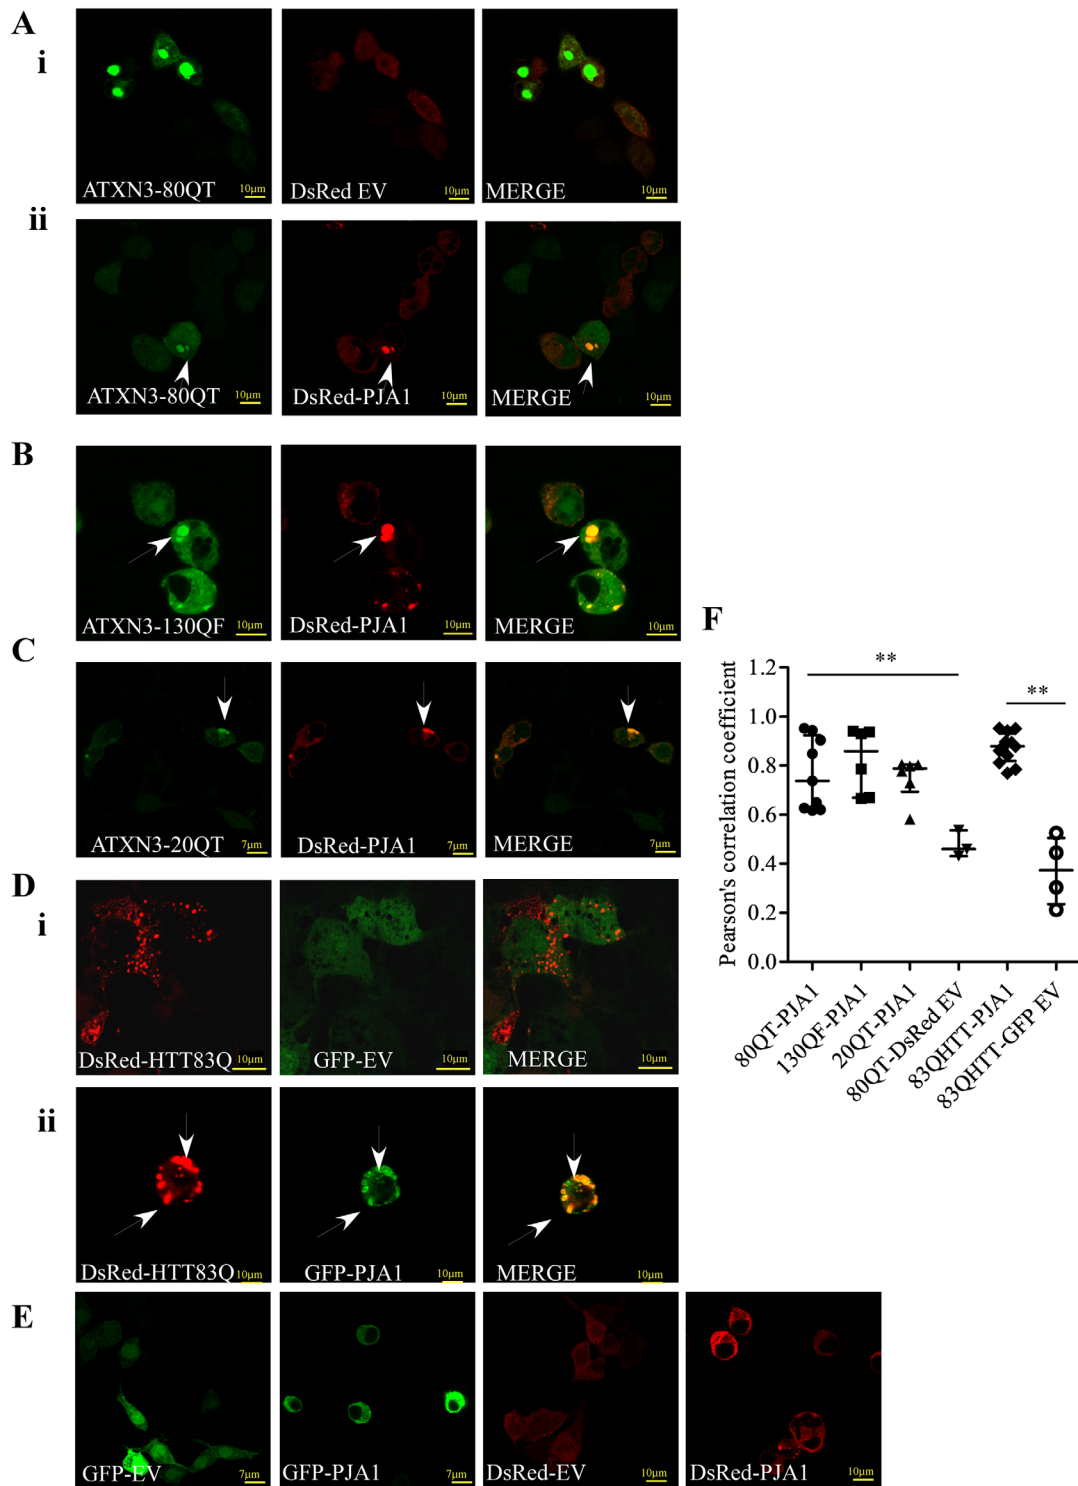 A
i
ATXN3-80QT 10μm DsRed EV 10μm MERGE 10μm
ii
ATXN3-80QT 10μm DsRed-PJA1 10μm MERGE 10μm
B
ATXN3-130QF 10μm DsRed-PJA1 10μm MERGE 10μm
C
ATXN3-20QT 7μm DsRed-PJA1 7μm MERGE 7μm
D
i
DsRed-HTT83Q 10μm GFP-EV 10μm MERGE 10μm
ii
DsRed-HTT83Q 10μm GFP-PJA1 10μm MERGE 10μm
E
GFP-EV 7μm GFP-PJA1 7μm DsRed-EV 10μm DsRed-PJA1 10μm
F
Pearson's correlation coefficient
1.2
1.0
0.8
0.6
0.4
0.2
0.0
** **
80QT-PJA1
130QF-PJA1
20QT-PJA1
80QT-DsRed EV
83QHTT-PJA1
83QHTT-GFP EV